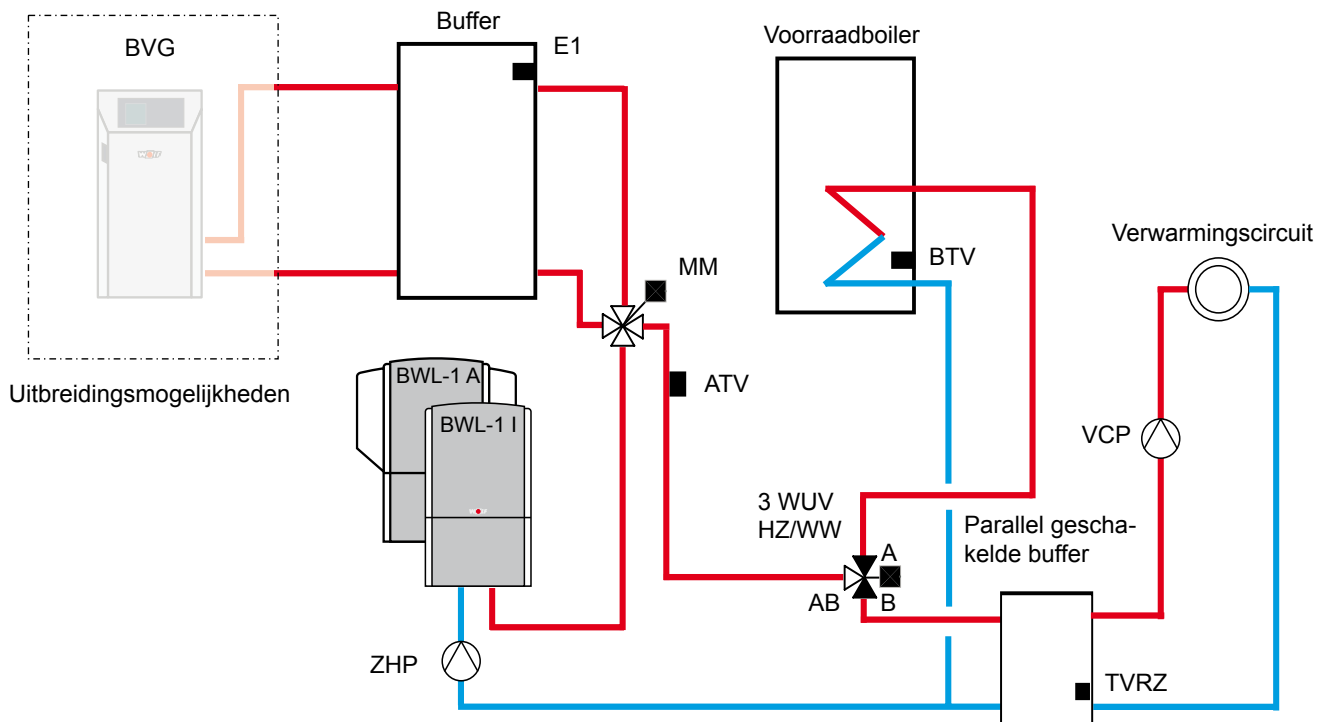 BVG
Buffer
E1
Voorraadboiler
Verwarmingscircuit
MM
BTV
Uitbreidingsmogelijkheden
BWL-1 A
BWL-1 I
ATV
VCP
3 WUV
HZ/WW
Parallel gescha-
kelde buffer
A
AB
B
ZHP
TVRZ